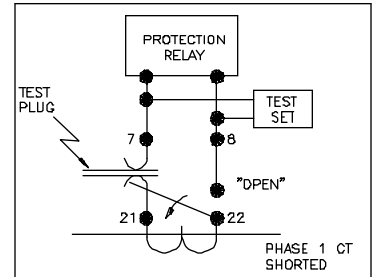 PROTECTION
RELAY
TEST
PLUG
TEST
SET
7
8
"OPEN"
21
22
PHASE 1 CT
SHORTED